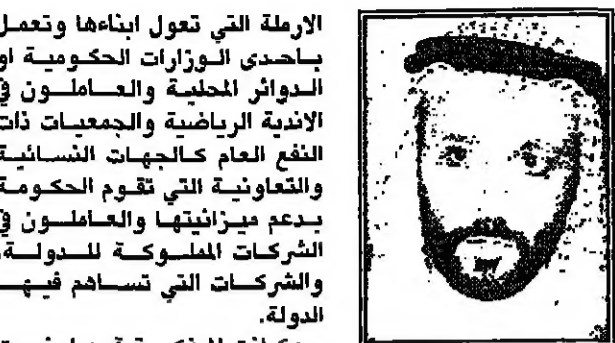 الارملة التي تعول ابناءها وتعمل
باحدى الوزارات الحكومية او
الدوائر المحلية والعاملون في
الاندية الرياضية والجمعيات ذات
النفع العام كالجهات النسائية
والتعاونية التي تقوم الحكومة
بدعم ميزانيتها والعاملون في
الشركات المملوكة للدولة،
والشركات التي تساهم فيها
الدولة.